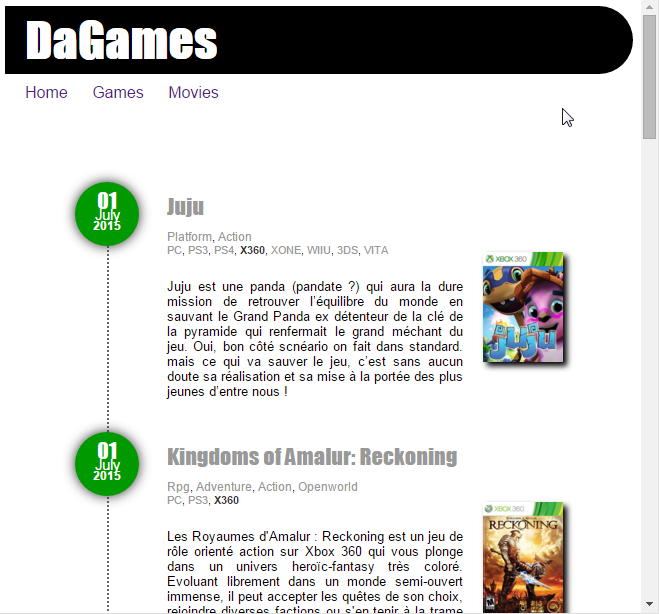 DaGames
Home Games Movies
01
July
2015
Juju
Platform, Action
PC, PS3, PS4, X360, XONE, WIIU, 3DS, VITA
Juju est une panda (pandate ?) qui aura la dure
mission de retrouver l'équilibre du monde en
sauvant le Grand Panda ex détenteur de la clé de
la pyramide qui renfermait le grand méchant du
jeu. Oui, bon côté scnéario on fait dans standard.
mais ce qui va sauver le jeu, c'est sans aucun
doute sa réalisation et sa mise à la portée des plus
jeunes d'entre nous !
XBOX 360
juju
01
July
2015
Kingdoms of Amalur: Reckoning
Rpg, Adventure, Action, Openworld
PC, PS3, X360
Les Royaumes d'Amalur : Reckoning est un jeu de
rôle orienté action sur Xbox 360 qui vous plonge
dans un univers heroïc-fantasy très coloré.
Evoluant librement dans un monde semi-ouvert
immense, il peut accepter les quêtes de son choix,
rejoindre diverses factions ou s'en tenir à la trame
XBOX 360
RECKONING